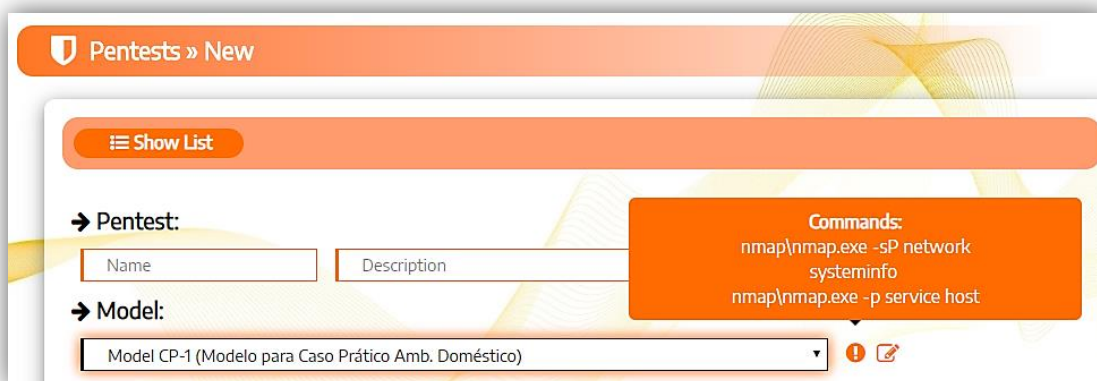 Pentests » New
Show List
➔ Pentest:
Name
Description
Commands:
nmap\nmap.exe -sP network
systeminfo
nmap\nmap.exe -p service host
➔ Model:
Model CP-1 (Modelo para Caso Prático Amb. Doméstico)